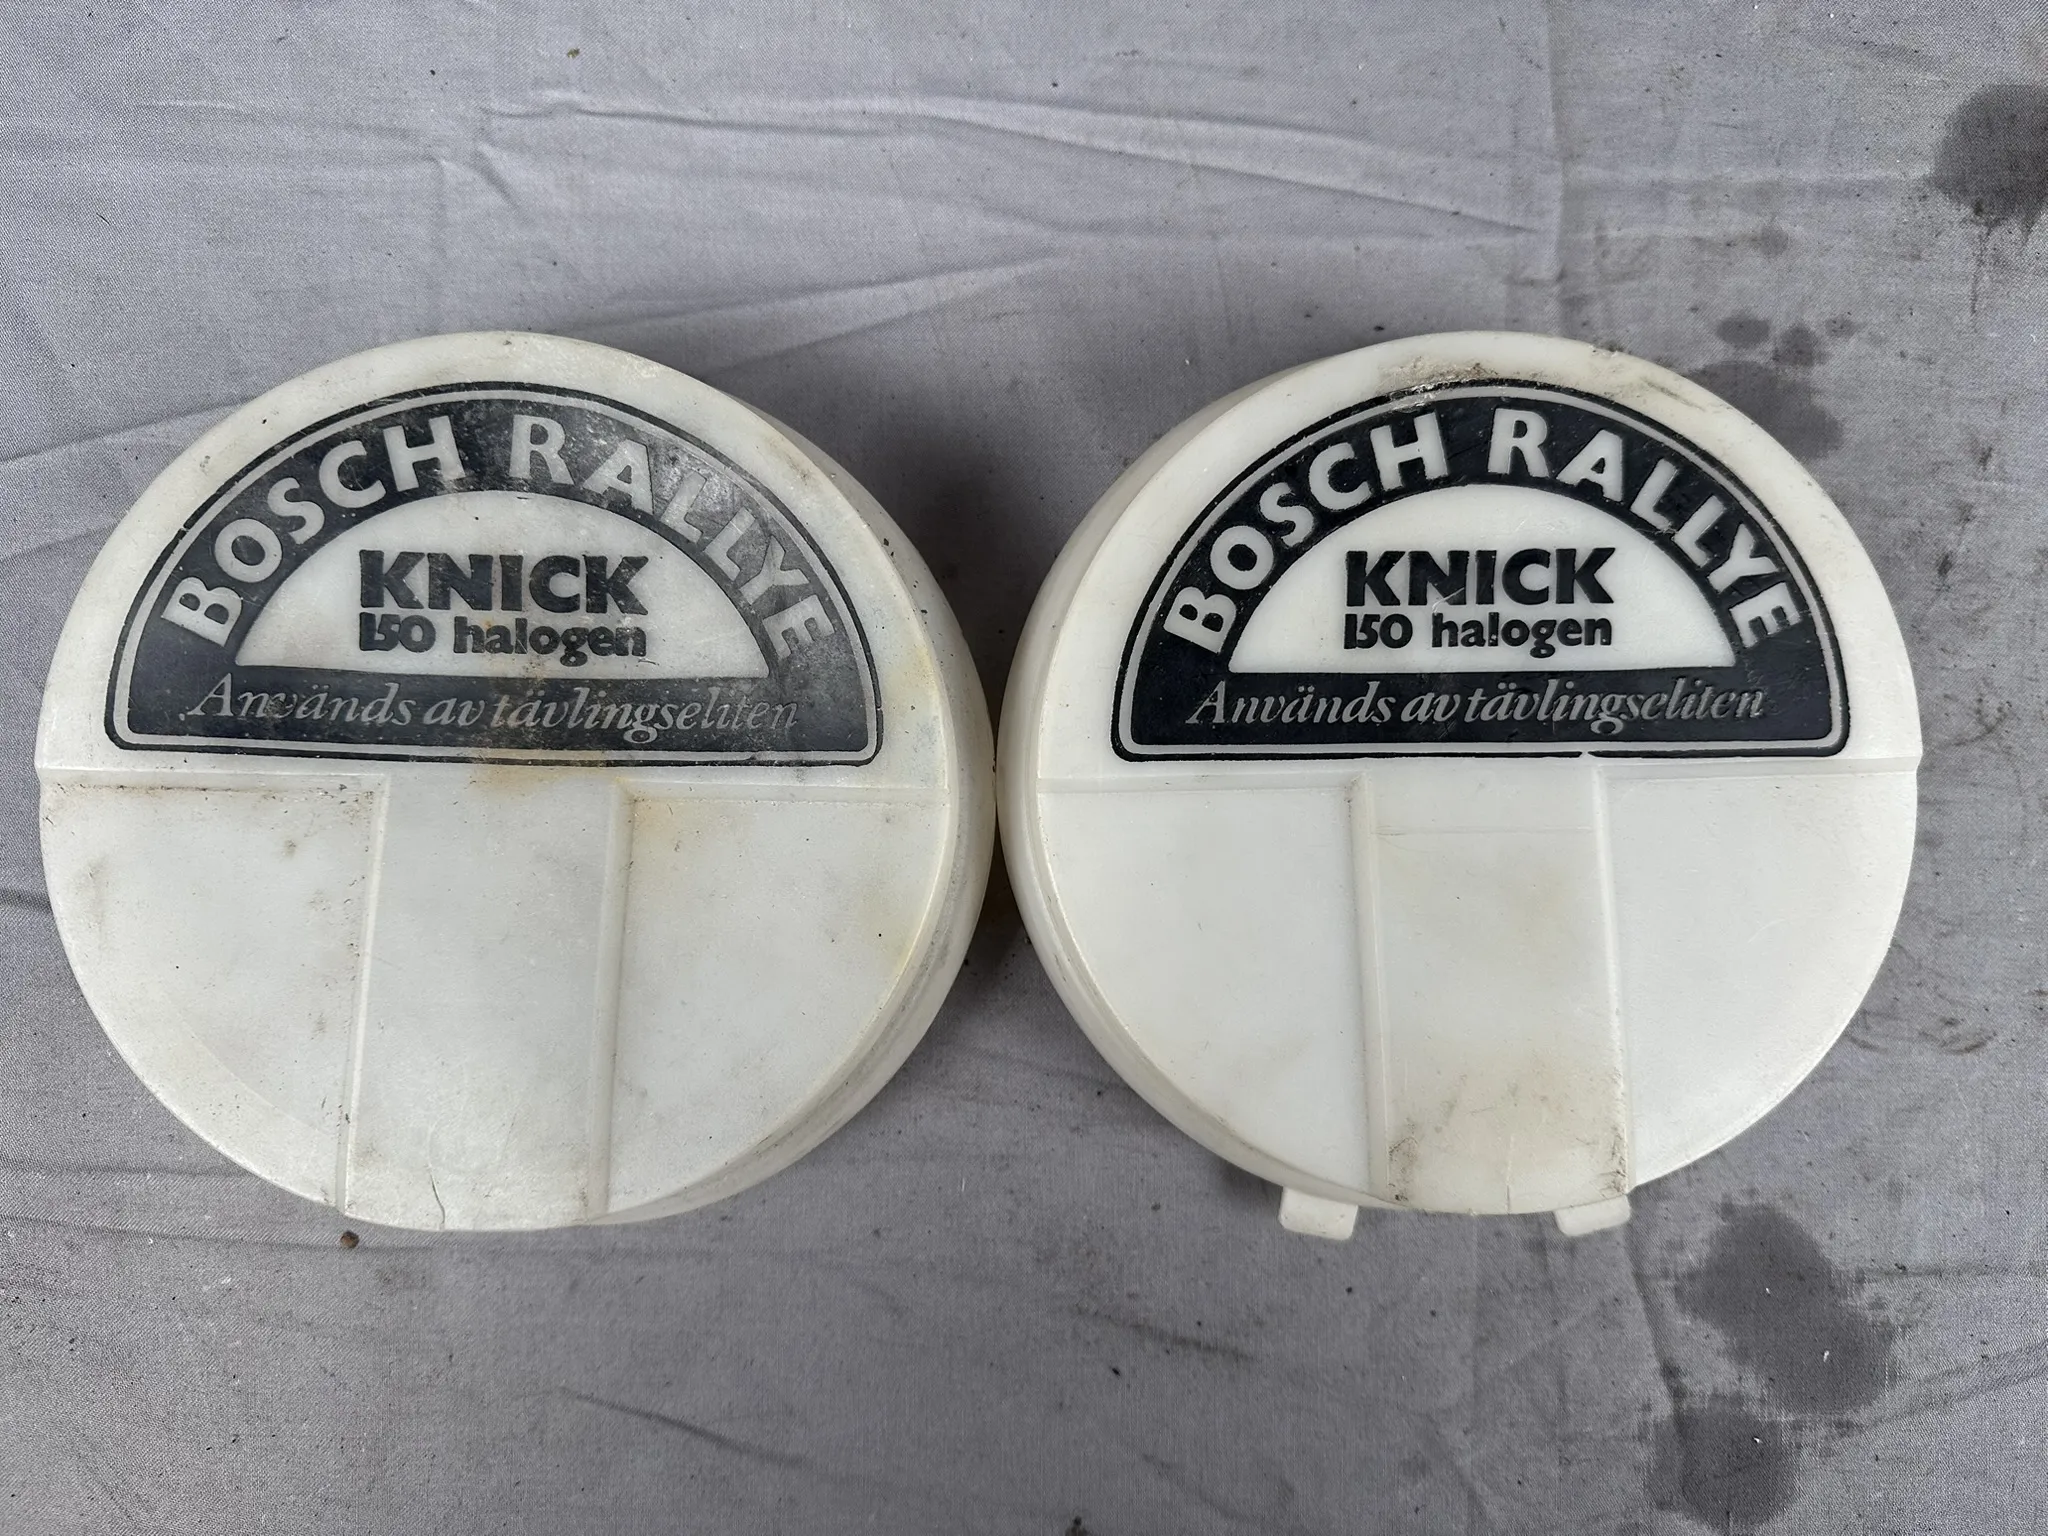 BOSCH RALLYE
KNICK
150 halogen
Används av tävlingseliten
BOSCH RALLYE
KNICK
150 halogen
Används av tävlingseliten